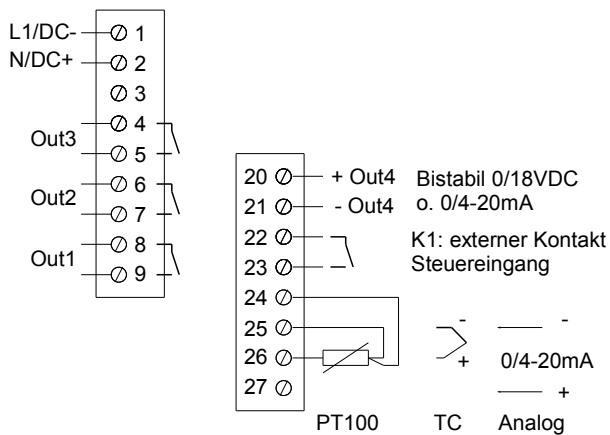 L1/DC- 1
N/DC+ 2
3
4
Out3
5
6
Out2
7
8
Out1
9
20 + Out4 Bistabil 0/18VDC
21 - Out4 o. 0/4-20mA
22 K1: externer Kontakt
23 Steuereingang
24
25 - -
26 + 0/4-20mA
27 +
PT100 TC Analog